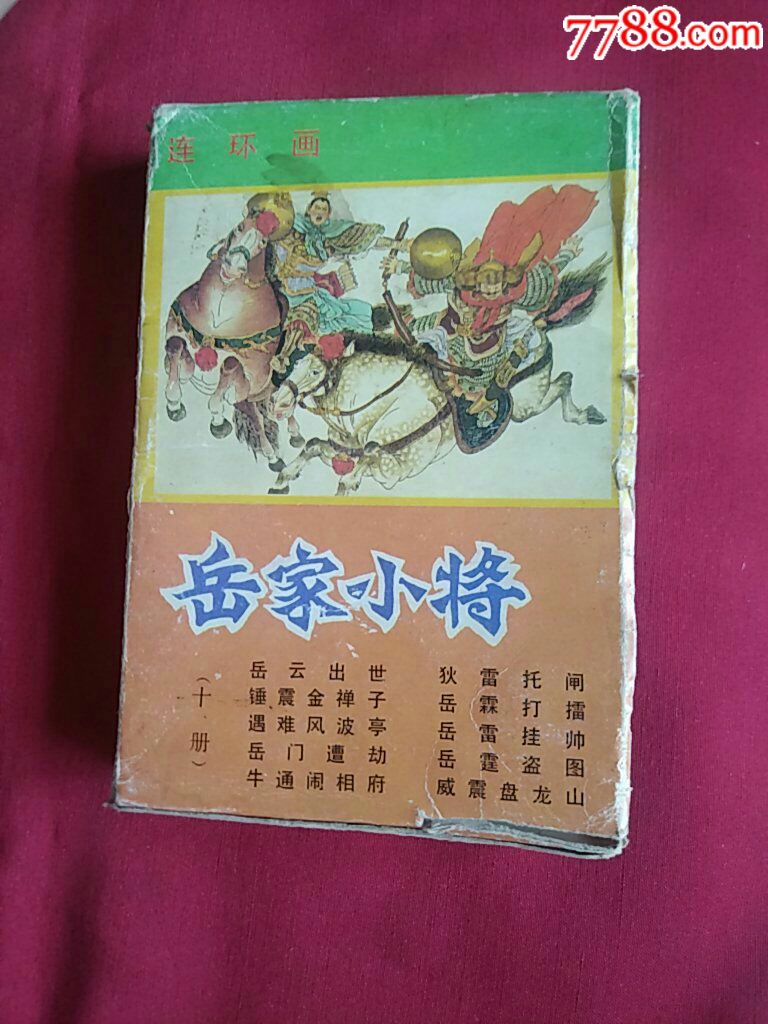 7788.com
连环画
岳家小将
(十册)
岳云出世
锤震金禅子
遇难风波亭
岳门遭劫
牛通闹相府
狄雷托闸
岳霖打擂
岳雷挂帅
岳霆盗图
威震盘龙山